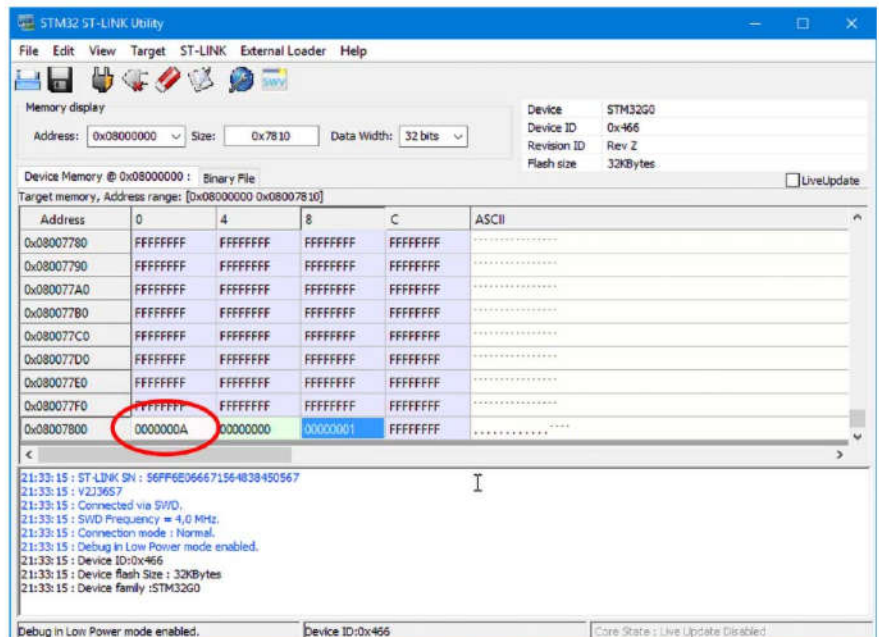 STM32 ST-LINK Utility
File Edit View Target ST-LINK External Loader Help
SWV
Memory display
Address: 0x08000000 Size: 0x7810 Data Width: 32 bits
Device STM32G0
Device ID 0x466
Revision ID Rev Z
Flash size 32KBytes
LiveUpdate
Device Memory @ 0x08000000 : Binary File
Target memory, Address range: [0x08000000 0x08007810]
Address 0 4 8 C ASCII
0x08007780 FFFFFFFF FFFFFFFF FFFFFFFF FFFFFFFF
0x08007790 FFFFFFFF FFFFFFFF FFFFFFFF FFFFFFFF
0x080077A0 FFFFFFFF FFFFFFFF FFFFFFFF FFFFFFFF
0x080077B0 FFFFFFFF FFFFFFFF FFFFFFFF FFFFFFFF
0x080077C0 FFFFFFFF FFFFFFFF FFFFFFFF FFFFFFFF
0x080077D0 FFFFFFFF FFFFFFFF FFFFFFFF FFFFFFFF
0x080077E0 FFFFFFFF FFFFFFFF FFFFFFFF FFFFFFFF
0x080077F0 FFFFFFFF FFFFFFFF FFFFFFFF FFFFFFFF
0x08007800 0000000A 00000000 00000001 FFFFFFFF
21:33:15 : ST-LINK SN : 56FF6E066671564838450567
21:33:15 : V2J36S7
21:33:15 : Connected via SWD.
21:33:15 : SWD Frequency = 4,0 MHz.
21:33:15 : Connection mode : Normal.
21:33:15 : Debug in Low Power mode enabled.
21:33:15 : Device ID:0x466
21:33:15 : Device flash Size : 32KBytes
21:33:15 : Device family :STM32G0
Debug in Low Power mode enabled. Device ID:0x466 Core State : Live Update Disabled